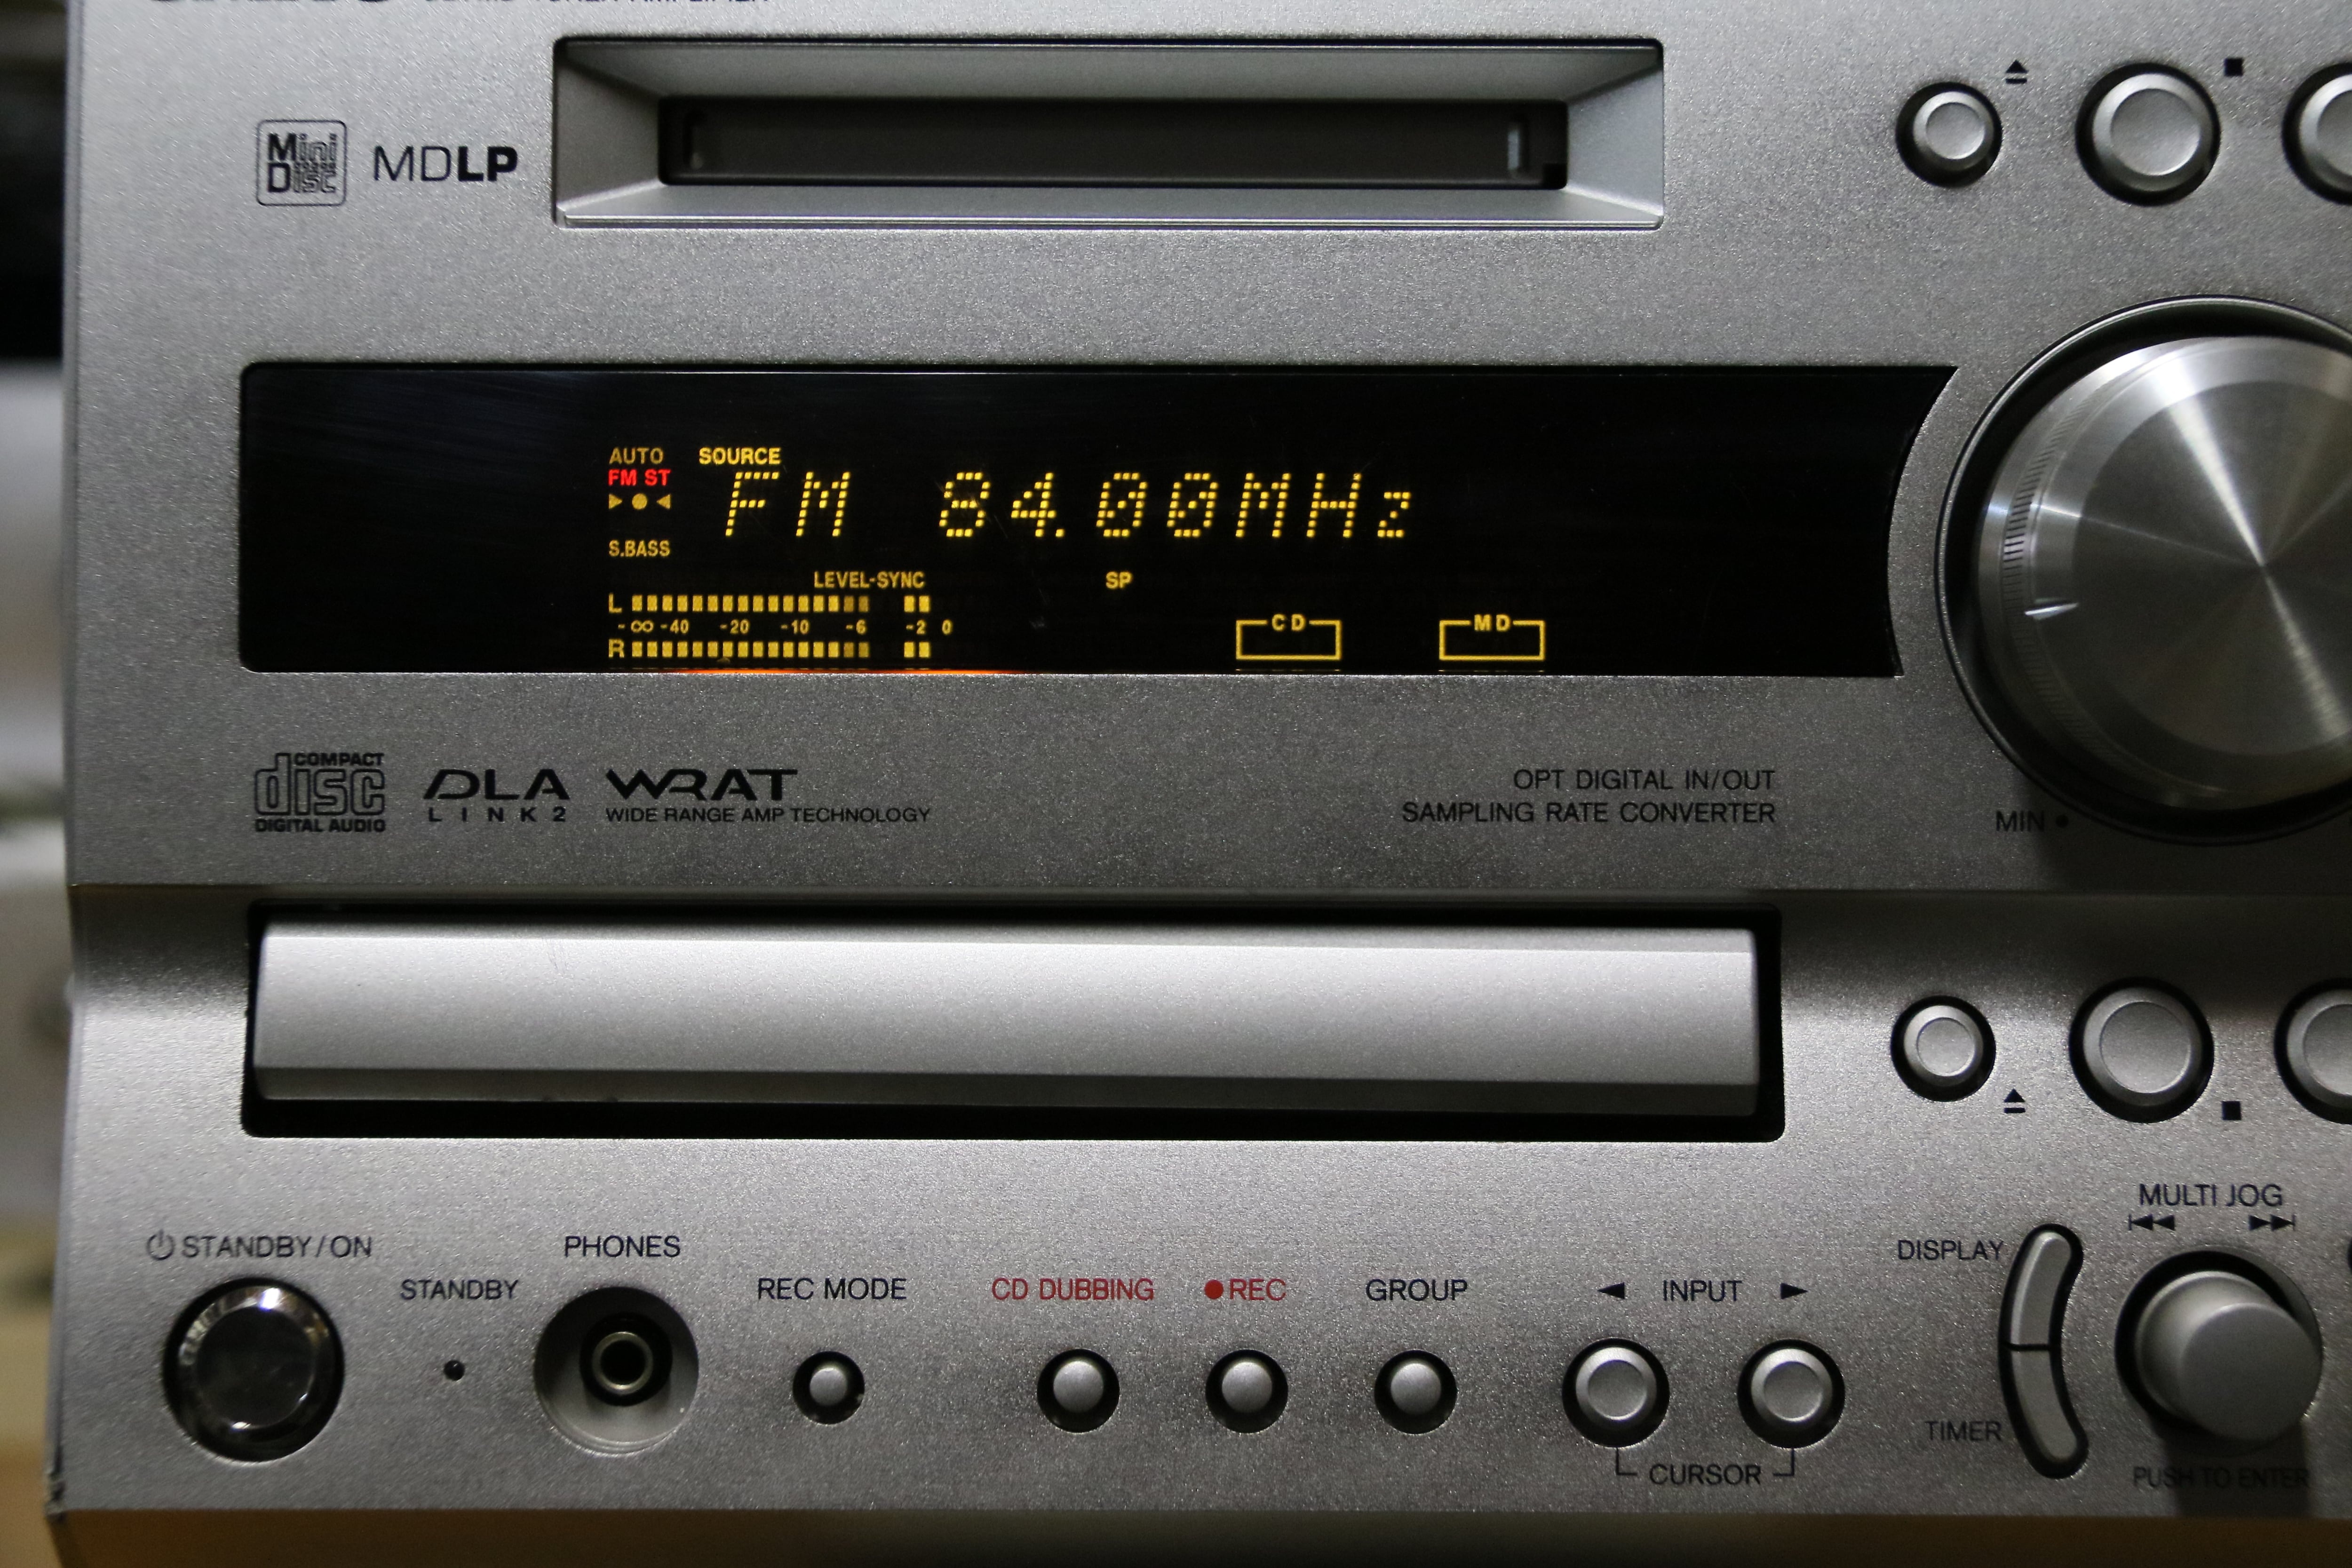 Mini Disc
MDLP
AUTO
SOURCE
FM ST
FM 84.00MHz
S.BASS
LEVEL-SYNC
SP
L
-∞ -40 -20 -10 -6 -2 0
R
CD
MD
COMPACT
disc
DIGITAL AUDIO
DLA
LINK2
WRAT
WIDE RANGE AMP TECHNOLOGY
OPT DIGITAL IN/OUT
SAMPLING RATE CONVERTER
MIN
MULTI JOG
STANDBY/ON
STANDBY
PHONES
REC MODE
CD DUBBING
REC
GROUP
INPUT
CURSOR
DISPLAY
TIMER
PUSH TO ENTER